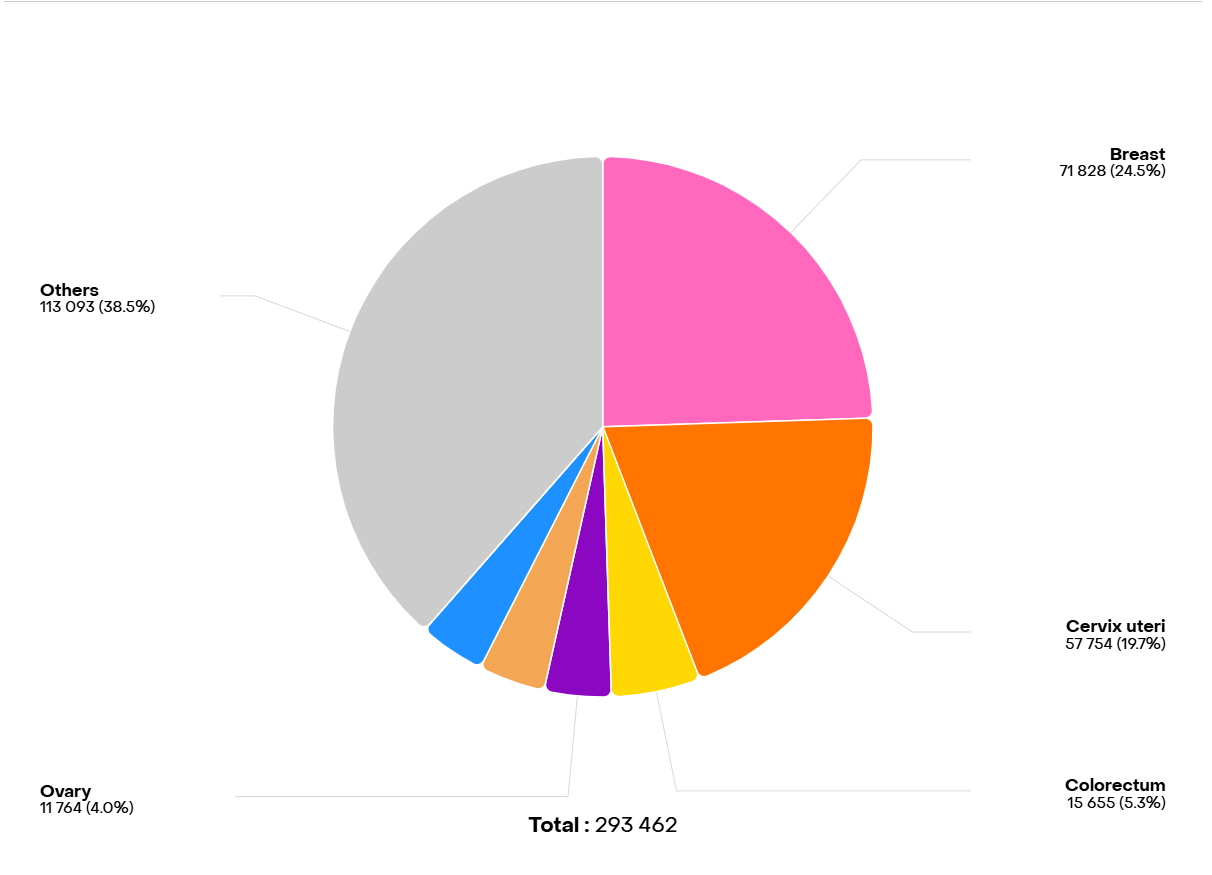 Breast
71 828 (24.5%)
Others
113 093 (38.5%)
Cervix uteri
57 754 (19.7%)
Colorectum
15 655 (5.3%)
Ovary
11 764 (4.0%)
Total : 293 462